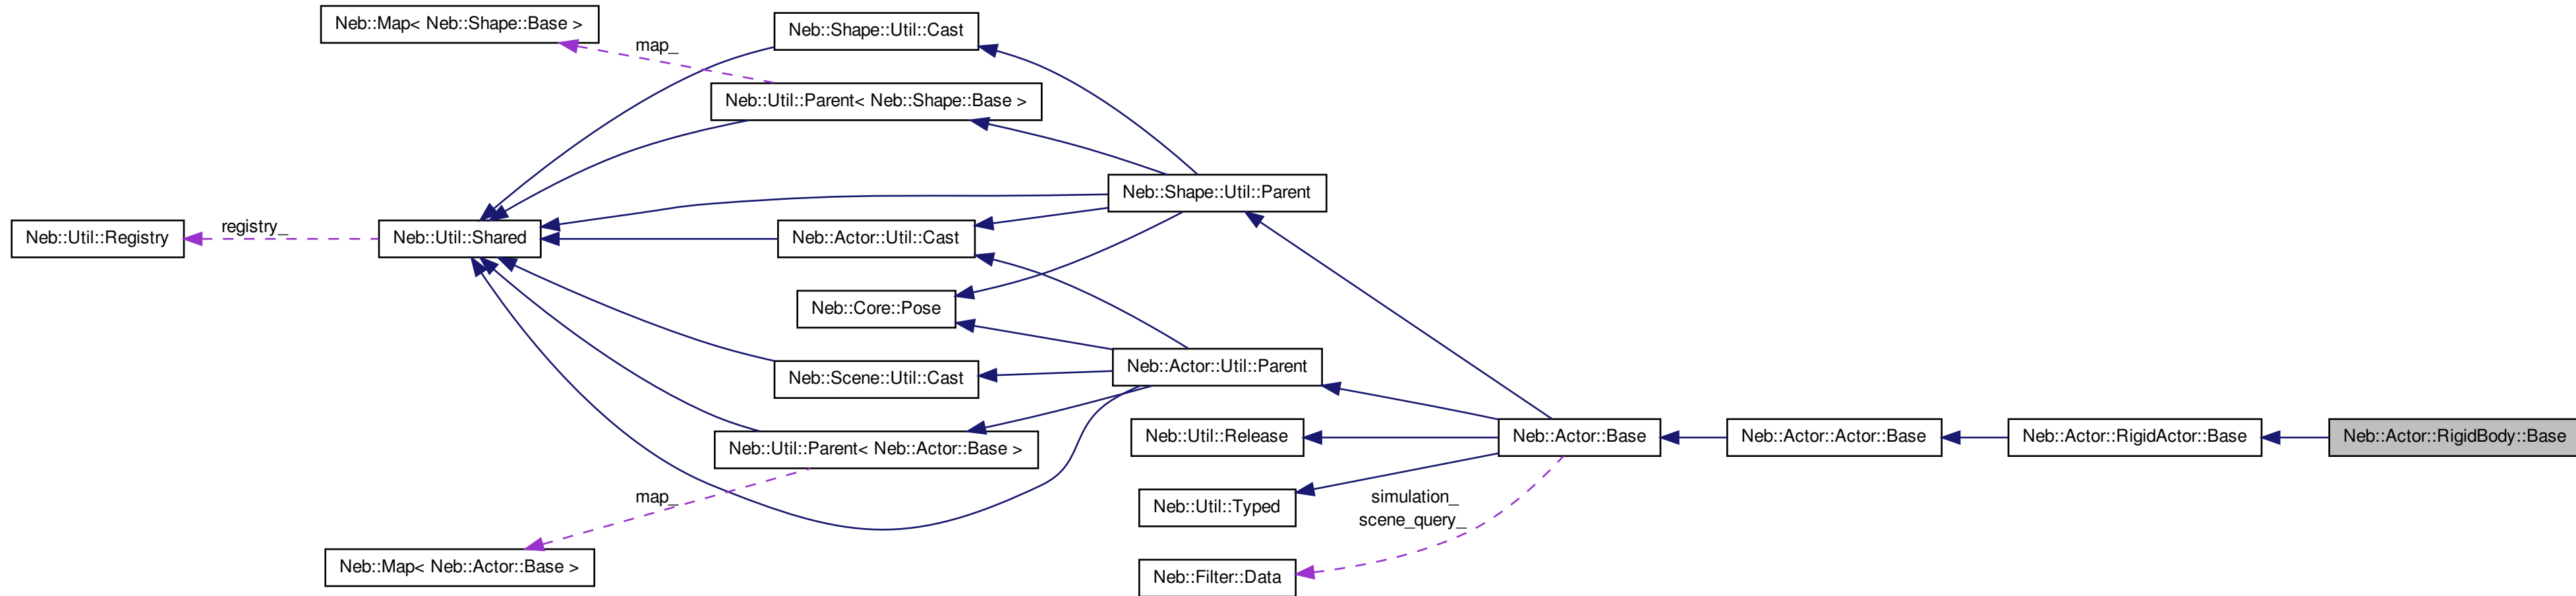 Neb::Map< Neb::Shape::Base >
Neb::Shape::Util::Cast
map_
Neb::Util::Parent< Neb::Shape::Base >
Neb::Shape::Util::Parent
registry_
Neb::Util::Registry
Neb::Util::Shared
Neb::Actor::Util::Cast
Neb::Core::Pose
Neb::Actor::Util::Parent
Neb::Scene::Util::Cast
Neb::Util::Release
Neb::Actor::Base
Neb::Actor::Actor::Base
Neb::Actor::RigidActor::Base
Neb::Actor::RigidBody::Base
Neb::Util::Parent< Neb::Actor::Base >
map_
simulation_
scene_query_
Neb::Util::Typed
Neb::Map< Neb::Actor::Base >
Neb::Filter::Data